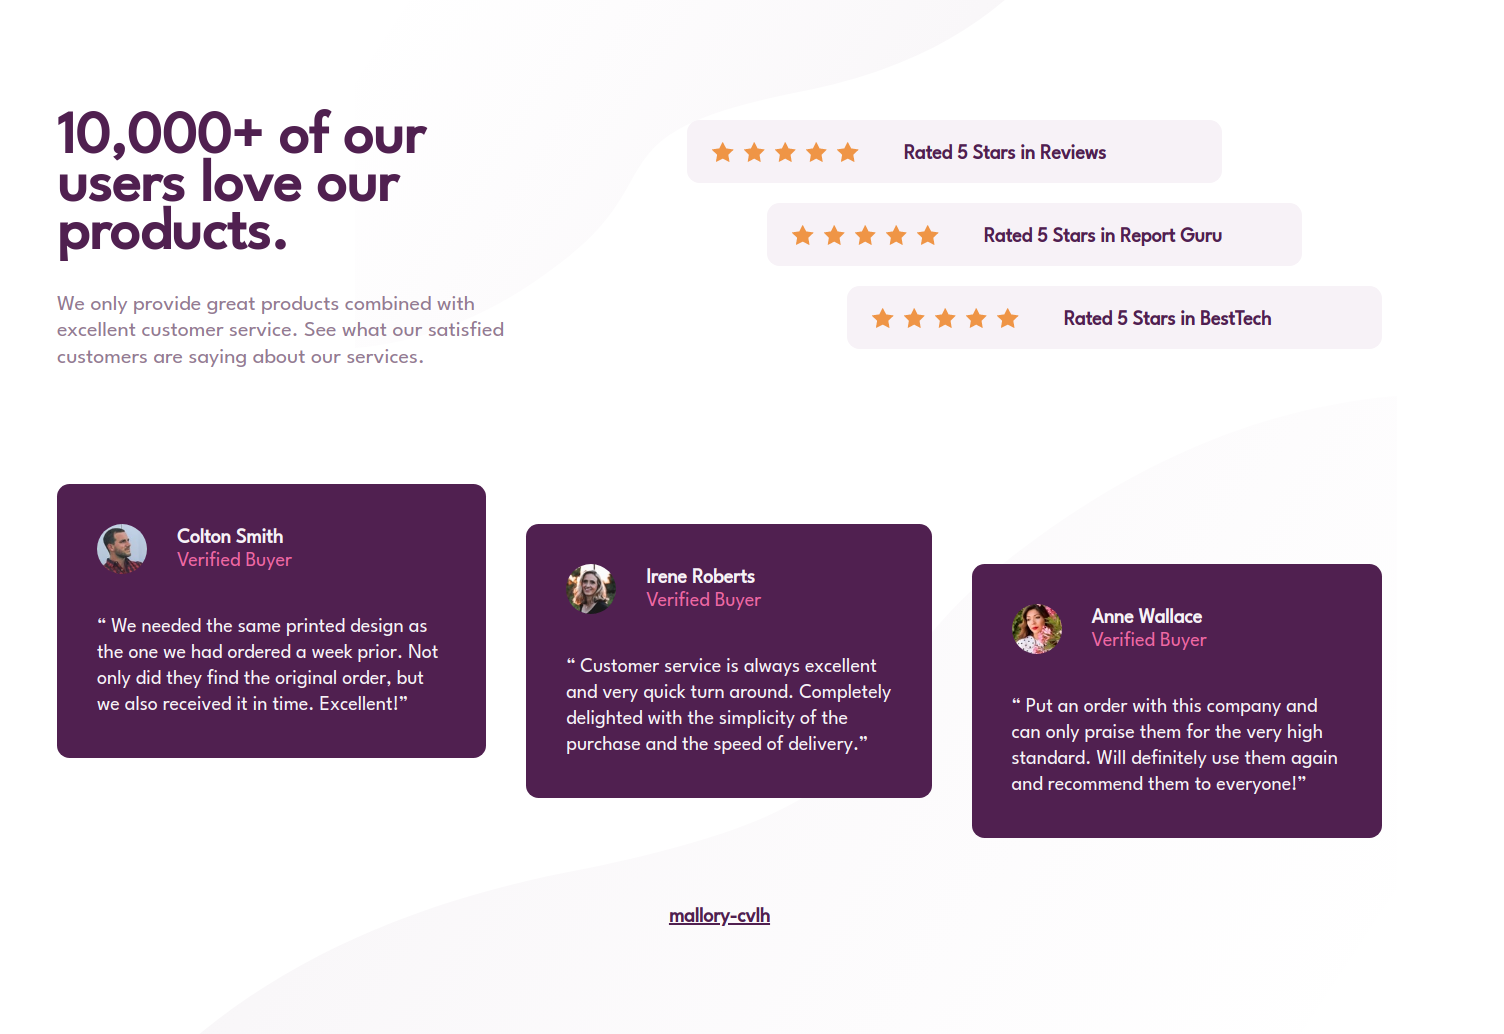 10,000+ of our
users love our
products.
We only provide great products combined with
excellent customer service. See what our satisfied
customers are saying about our services.
Rated 5 Stars in Reviews
Rated 5 Stars in Report Guru
Rated 5 Stars in BestTech
Colton Smith
Verified Buyer
“ We needed the same printed design as
the one we had ordered a week prior. Not
only did they find the original order, but
we also received it in time. Excellent!”
Irene Roberts
Verified Buyer
“ Customer service is always excellent
and very quick turn around. Completely
delighted with the simplicity of the
purchase and the speed of delivery.”
Anne Wallace
Verified Buyer
“ Put an order with this company and
can only praise them for the very high
standard. Will definitely use them again
and recommend them to everyone!”
mallory-cvlh